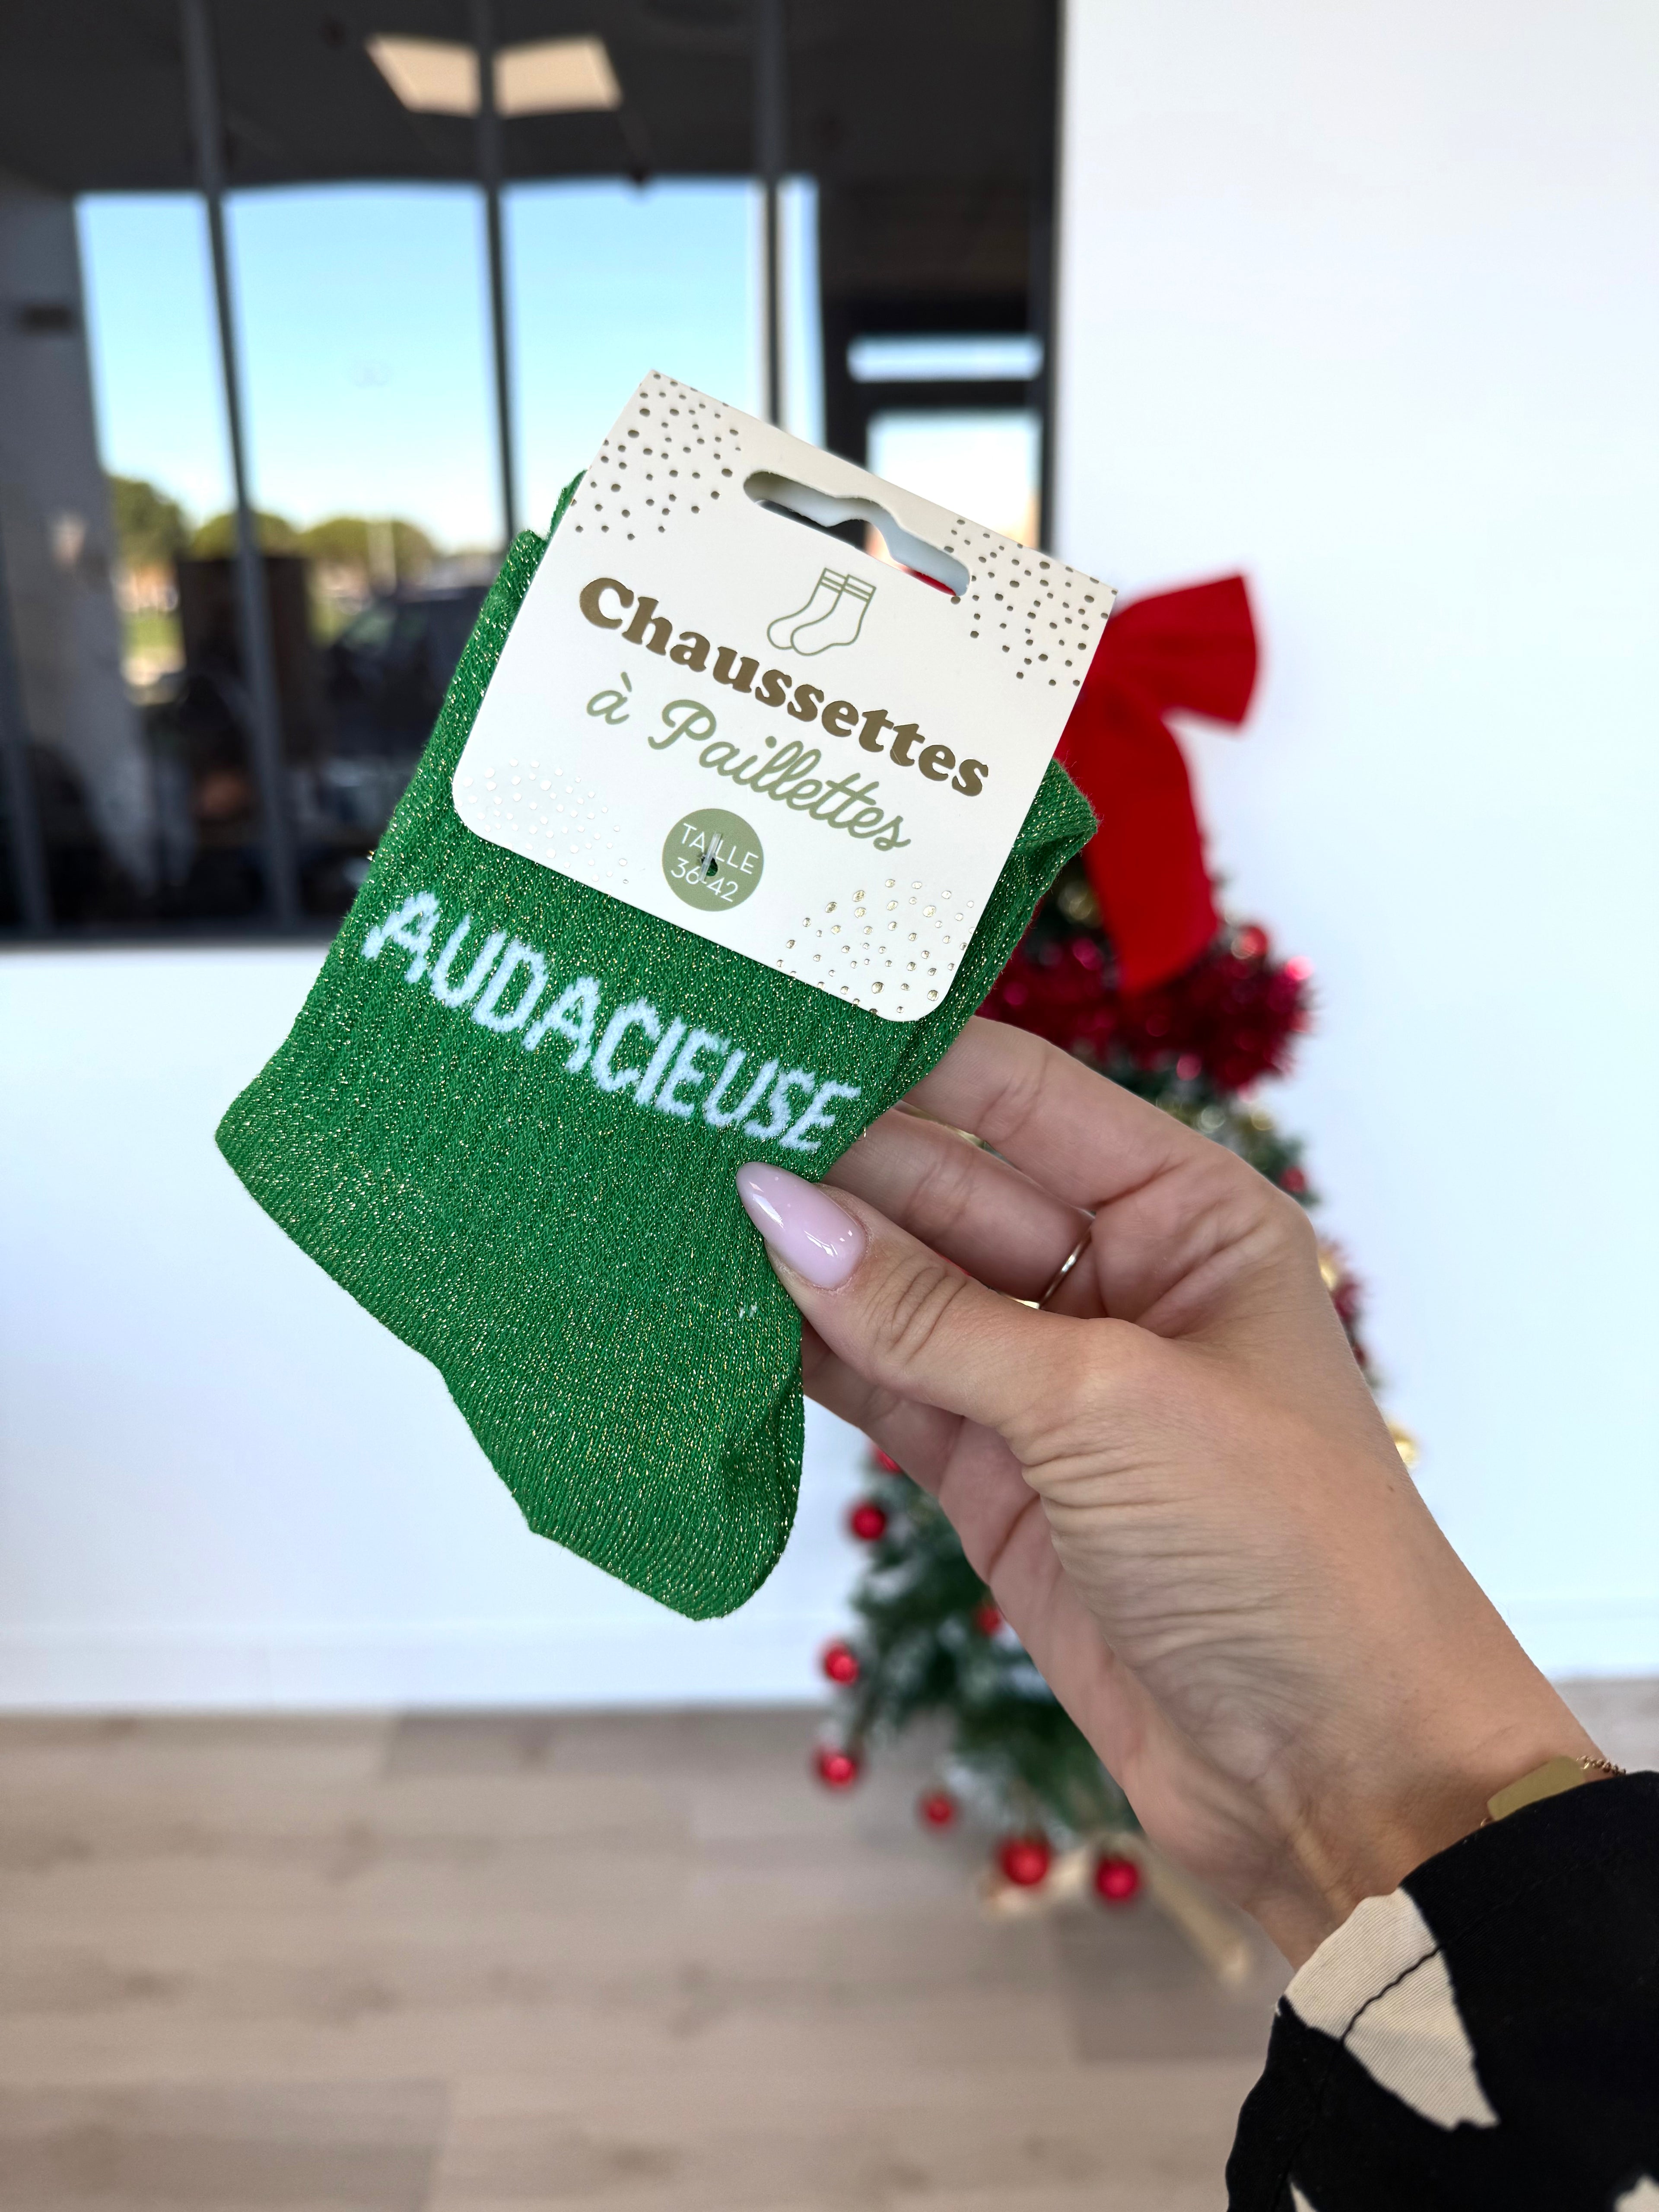 Chaussettes
à Paillettes
TAILLE
36-42
AUDACIEUSE